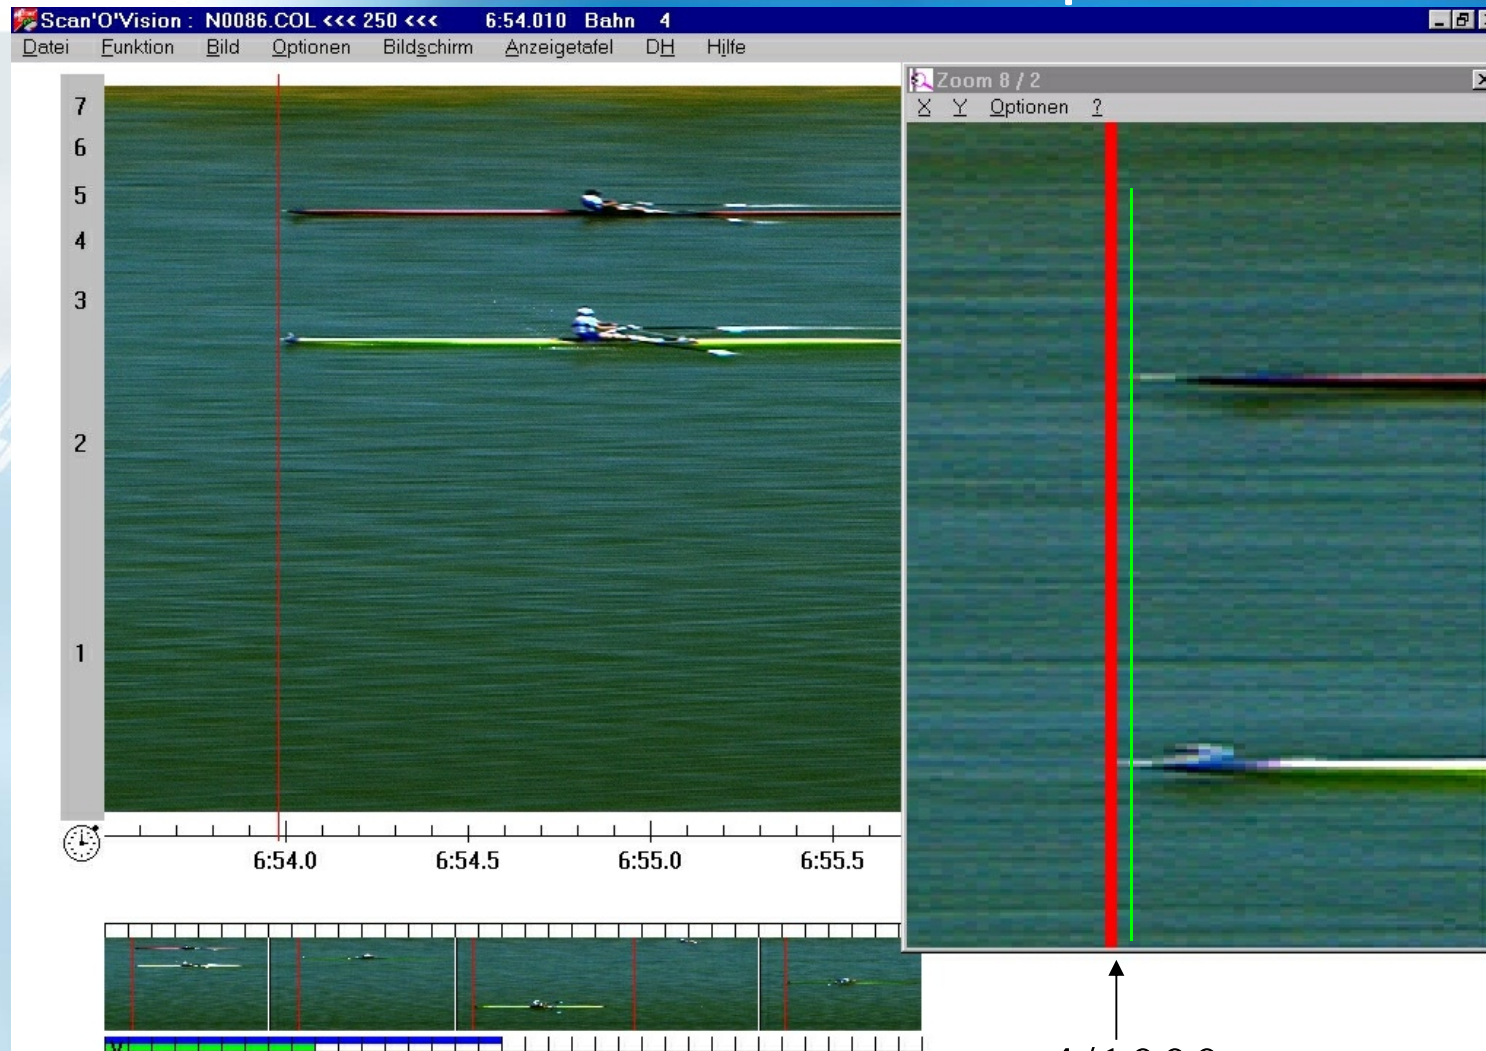 Scan'O'Vision : N0086.COL <<< 250 <<< 6:54.010 Bahn 4
Datei Funktion Bild Optionen Bildschirm Anzeigetafel DH Hilfe
Zoom 8 / 2
X Y Optionen ?
7
6
5
4
3
2
1
6:54.0 6:54.5 6:55.0 6:55.5